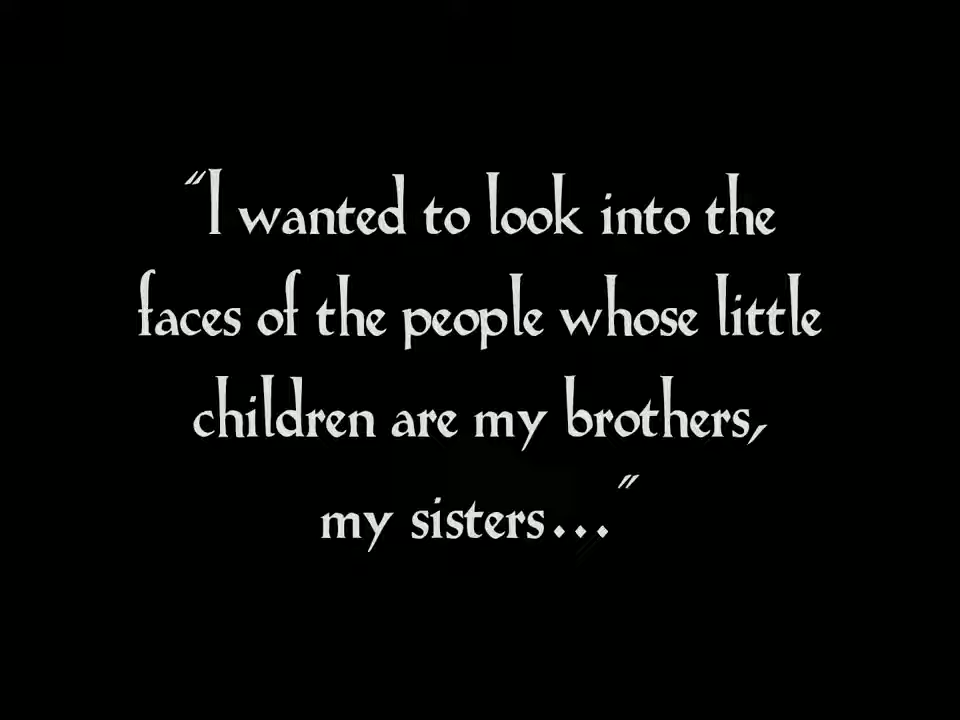 "I wanted to look into the
faces of the people whose little
children are my brothers,
my sisters..."